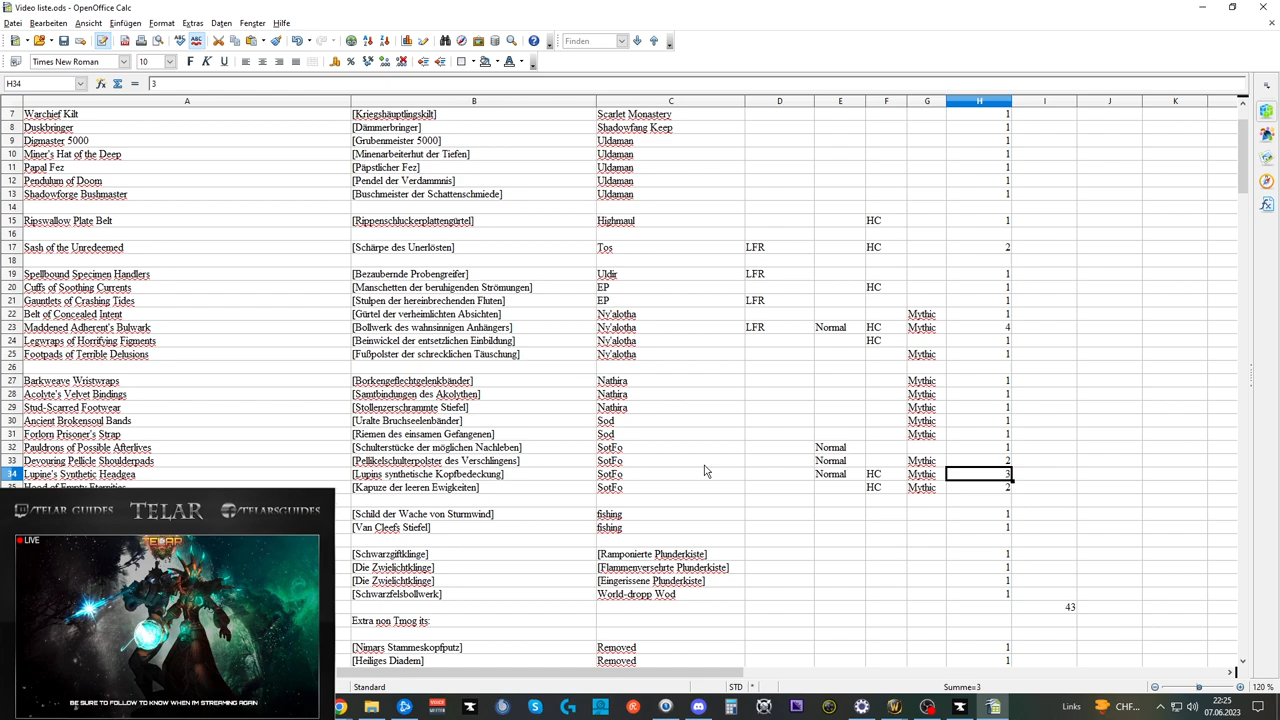 Video liste.ods - OpenOffice Calc
Datei Bearbeiten Ansicht Einfügen Format Extras Daten Fenster Hilfe
Finden
Times New Roman 10
H34 3
A B C D E F G H I J K
7 Warchief Kilt [Kriegshäuptlingskilt] Scarlet Monastery 1
8 Duskbringer [Dämmerbringer] Shadowfang Keep 1
9 Digmaster 5000 [Grubenmeister 5000] Uldaman 1
10 Miner's Hat of the Deep [Minenarbeiterhut der Tiefen] Uldaman 1
11 Papal Fez [Päpstlicher Fez] Uldaman 1
12 Pendulum of Doom [Pendel der Verdammnis] Uldaman 1
13 Shadowforge Bushmaster [Buschmeister der Schattenschmiede] Uldaman 1
14
15 Ripswallow Plate Belt [Rippenschluckerplattengürtel] Highmaul HC 1
16
17 Sash of the Unredeemed [Schärpe des Unerlösten] Tos LFR HC 2
18
19 Spellbound Specimen Handlers [Bezaubernde Probengreifer] Uldir LFR 1
20 Cuffs of Soothing Currents [Manschetten der beruhigenden Strömungen] EP HC 1
21 Gauntlets of Crashing Tides [Stulpen der hereinbrechenden Fluten] EP LFR 1
22 Belt of Concealed Intent [Gürtel der verheimlichten Absichten] Ny'alotha Mythic 1
23 Maddened Adherent's Bulwark [Bollwerk des wahnsinnigen Anhängers] Ny'alotha LFR Normal HC Mythic 4
24 Legwraps of Horrifying Figments [Beinwickel der entsetzlichen Einbildung] Ny'alotha HC 1
25 Footpads of Terrible Delusions [Fußpolster der schrecklichen Täuschung] Ny'alotha Mythic 1
26
27 Barkweave Wristwraps [Borkengeflechtgelenkbänder] Nathira Mythic 1
28 Acolyte's Velvet Bindings [Samtbindungen des Akolythen] Nathira Mythic 1
29 Stud-Scarred Footwear [Stollenzerschrammte Stiefel] Nathira Mythic 1
30 Ancient Brokensoul Bands [Uralte Bruchseelenbänder] Sod Mythic 1
31 Forlorn Prisoner's Strap [Riemen des einsamen Gefangenen] Sod Mythic 1
32 Pauldrons of Possible Afterlives [Schulterstücke der möglichen Nachleben] SotFo Normal 1
33 Devouring Pellicle Shoulderpads [Pellikelschulterpolster des Verschlingens] SotFo Normal Mythic 2
34 Lupine's Synthetic Headgea [Lupins synthetische Kopfbedeckung] SotFo Normal HC Mythic 3
35 Hood of Empty Eternities [Kapuze der leeren Ewigkeiten] SotFo HC Mythic 2
[Schild der Wache von Sturmwind] fishing 1
[Van Cleefs Stiefel] fishing 1
[Schwarzgiftklinge] [Ramponierte Plunderkiste] 1
[Die Zwielichtklinge] [Flammenversehrte Plunderkiste] 1
[Die Zwielichtklinge] [Eingerissene Plunderkiste] 1
[Schwarzfelsbollwerk] World-dropp Wod 1
43
Extra non Tmog its:
[Nimars Stammeskopfputz] Removed 1
[Heiliges Diadem] Removed 1
TELAR GUIDES TELAR /TELARSGUIDES
LIVE
TELAR
BE SURE TO FOLLOW TO KNOW WHEN I'M STREAMING AGAIN
Standard STD * Summe=3 120 %
Links CHF... 22:25
07.06.2023